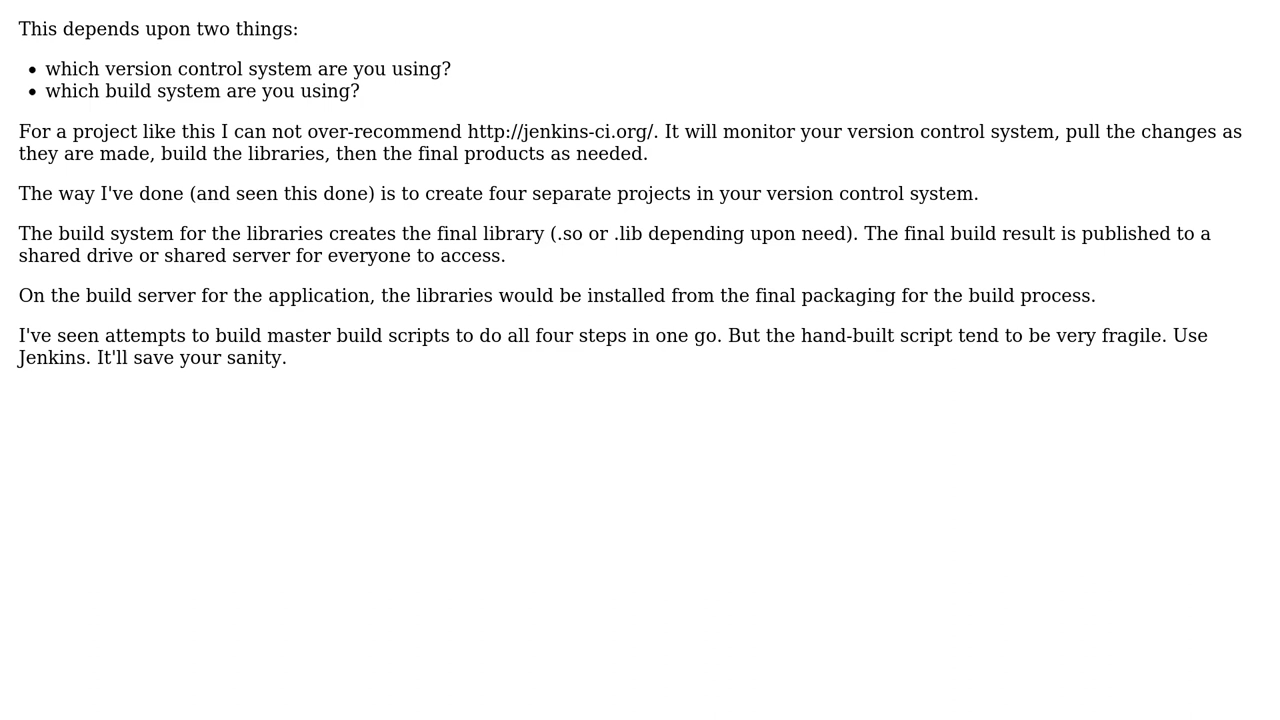 This depends upon two things:
• which version control system are you using?
• which build system are you using?
For a project like this I can not over-recommend http://jenkins-ci.org/. It will monitor your version control system, pull the changes as
they are made, build the libraries, then the final products as needed.
The way I've done (and seen this done) is to create four separate projects in your version control system.
The build system for the libraries creates the final library (.so or .lib depending upon need). The final build result is published to a
shared drive or shared server for everyone to access.
On the build server for the application, the libraries would be installed from the final packaging for the build process.
I've seen attempts to build master build scripts to do all four steps in one go. But the hand-built script tend to be very fragile. Use
Jenkins. It'll save your sanity.